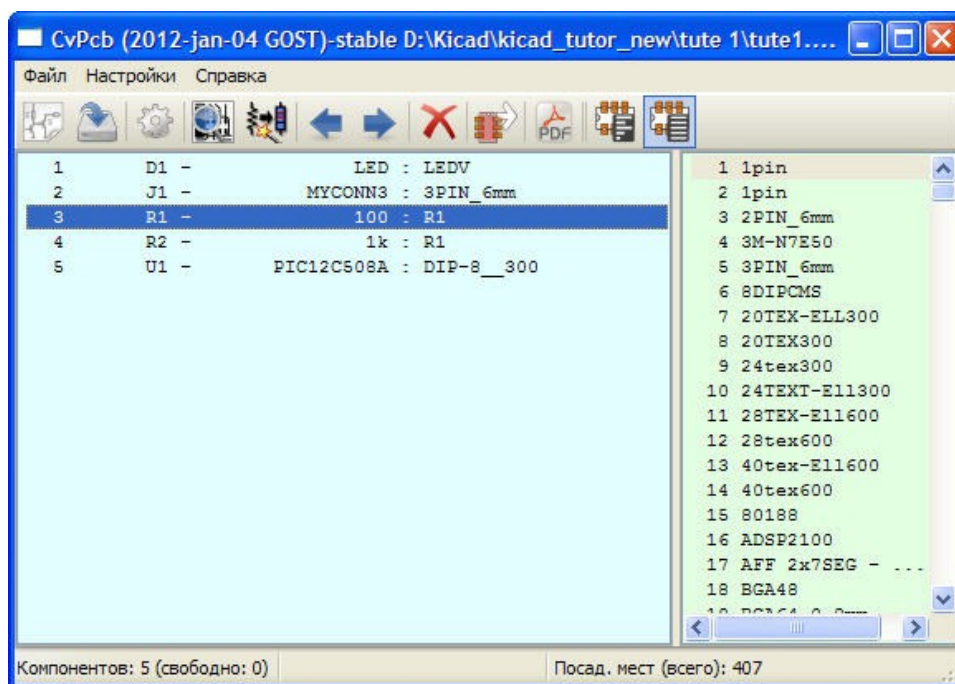 CvPcb (2012-jan-04 GOST)-stable D:\Kicad\kicad_tutor_new\tute 1\tute1....
Файл Настройки Справка
PDF
1 D1 - LED : LEDV
2 J1 - MYCONN3 : 3PIN_6mm
3 R1 - 100 : R1
4 R2 - 1k : R1
5 U1 - PIC12C508A : DIP-8__300
1 1pin
2 1pin
3 2PIN_6mm
4 3M-N7E50
5 3PIN_6mm
6 8DIPCMS
7 20TEX-ELL300
8 20TEX300
9 24tex300
10 24TEXT-Ell300
11 28TEX-Ell600
12 28tex600
13 40tex-Ell600
14 40tex600
15 80188
16 ADSP2100
17 AFF 2x7SEG - ...
18 BGA48
Компонентов: 5 (свободно: 0)
Посад. мест (всего): 407